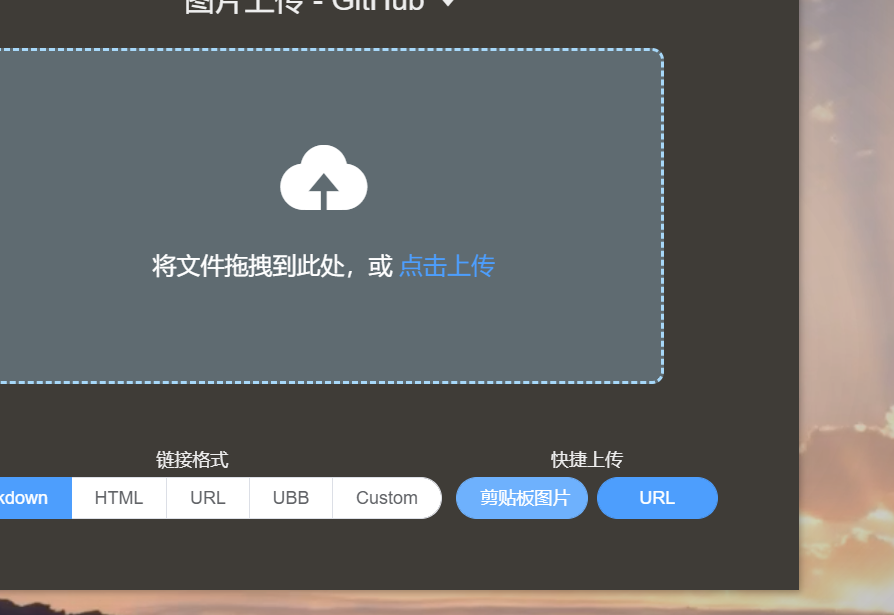 图片上传 - GitHub
将文件拖拽到此处，或 点击上传
链接格式
快捷上传
kdown
HTML
URL
UBB
Custom
剪贴板图片
URL